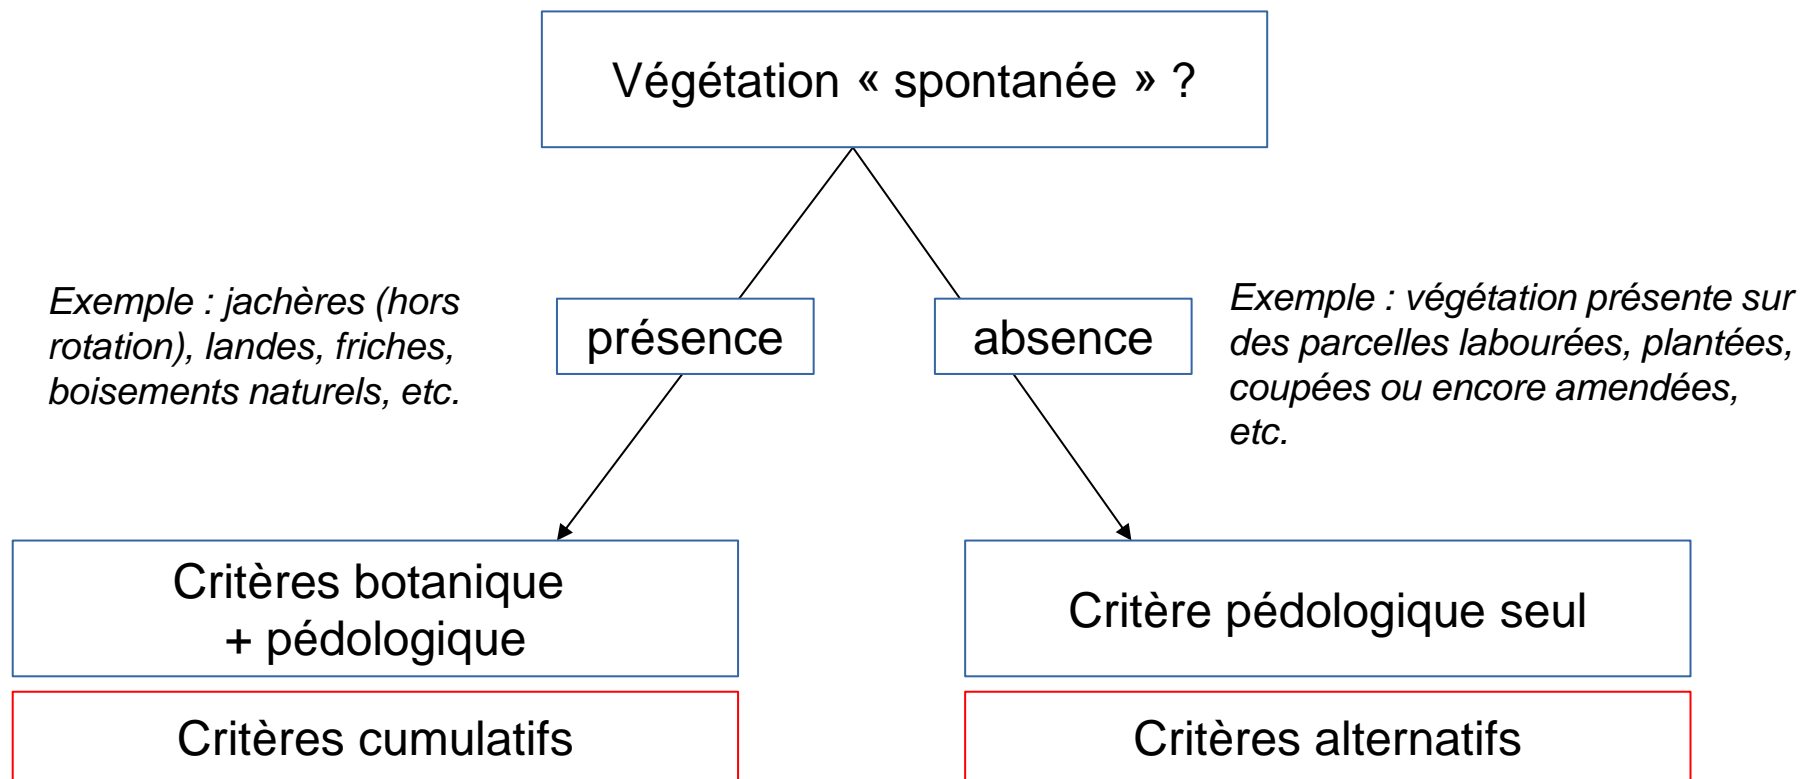 Végétation « spontanée » ?
Exemple : jachères (hors
rotation), landes, friches,
boisements naturels, etc.
présence
absence
Exemple : végétation présente sur
des parcelles labourées, plantées,
coupées ou encore amendées,
etc.
Critères botanique
+ pédologique
Critère pédologique seul
Critères cumulatifs
Critères alternatifs